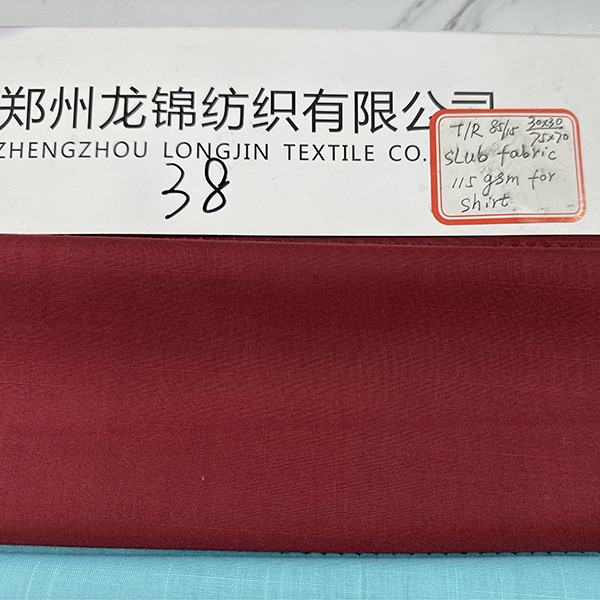 郑州龙锦纺织有限公司
ZHENGZHOU LONGJIN TEXTILE CO.
38
T/R 85/15 30x30/75x70
SLub fabric
115 gsm for
Shirt